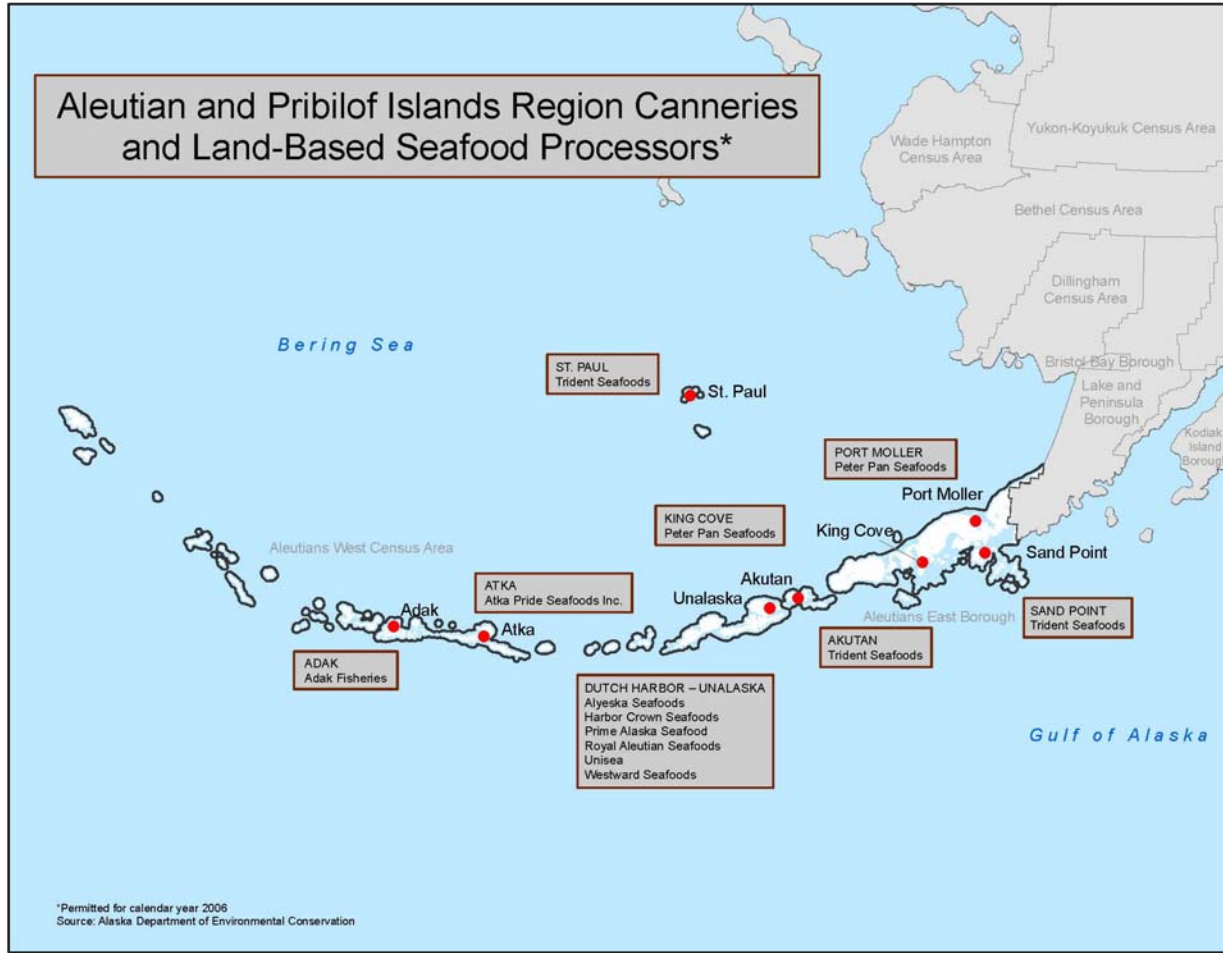 Aleutian and Pribilof Islands Region Canneries
and Land-Based Seafood Processors*
Wade Hampton
Census Area
Yukon-Koyukuk Census Area
Bethel Census Area
Dillingham
Census Area
Bristol Bay Borough
Lake and
Peninsula
Borough
Kodiak
Island
Borough
Bering Sea
ST. PAUL
Trident Seafoods
St. Paul
PORT MOLLER
Peter Pan Seafoods
Port Moller
KING COVE
Peter Pan Seafoods
King Cove
Sand Point
Aleutians West Census Area
ATKA
Atka Pride Seafoods Inc.
Akutan
Unalaska
Adak
Atka
Aleutians East Borough
SAND POINT
Trident Seafoods
AKUTAN
Trident Seafoods
ADAK
Adak Fisheries
DUTCH HARBOR – UNALASKA
Alyeska Seafoods
Harbor Crown Seafoods
Prime Alaska Seafood
Royal Aleutian Seafoods
Unisea
Westward Seafoods
Gulf of Alaska
*Permitted for calendar year 2006
Source: Alaska Department of Environmental Conservation